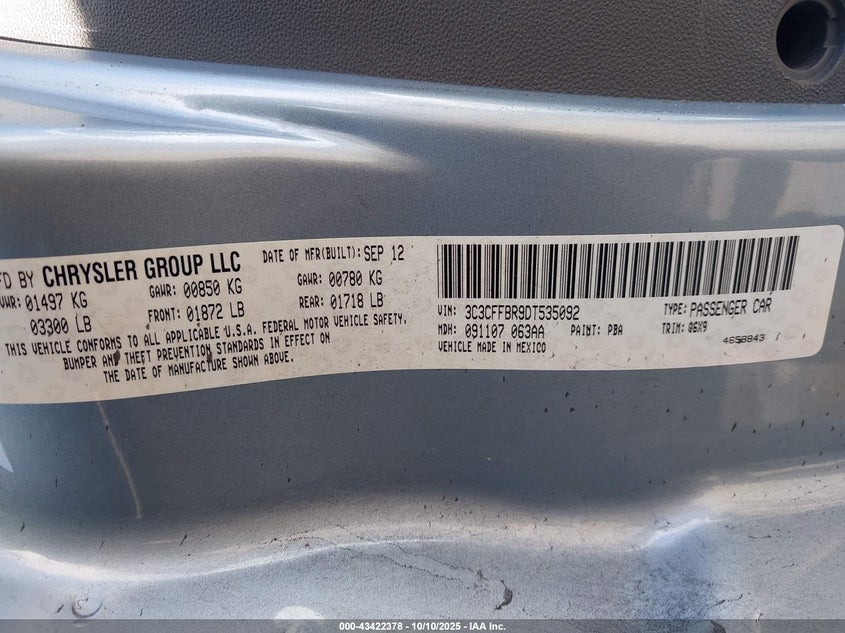 FD BY CHRYSLER GROUP LLC DATE OF MFR(BUILT): SEP 12
VWR: 01497 KG GAWR: 00850 KG GAWR: 00780 KG
03300 LB FRONT: 01872 LB REAR: 01718 LB
THIS VEHICLE CONFORMS TO ALL APPLICABLE U.S.A. FEDERAL MOTOR VEHICLE SAFETY,
BUMPER AND THEFT PREVENTION STANDARDS IN EFFECT ON
THE DATE OF MANUFACTURE SHOWN ABOVE.
VIN: 3C3CFFBR9DT535092 TYPE: PASSENGER CAR
MDH: 091107 063AA PAINT: PBA TRIM: Q6X9
VEHICLE MADE IN MEXICO 4658843
000-43422378 - 10/10/2025 - IAA Inc.